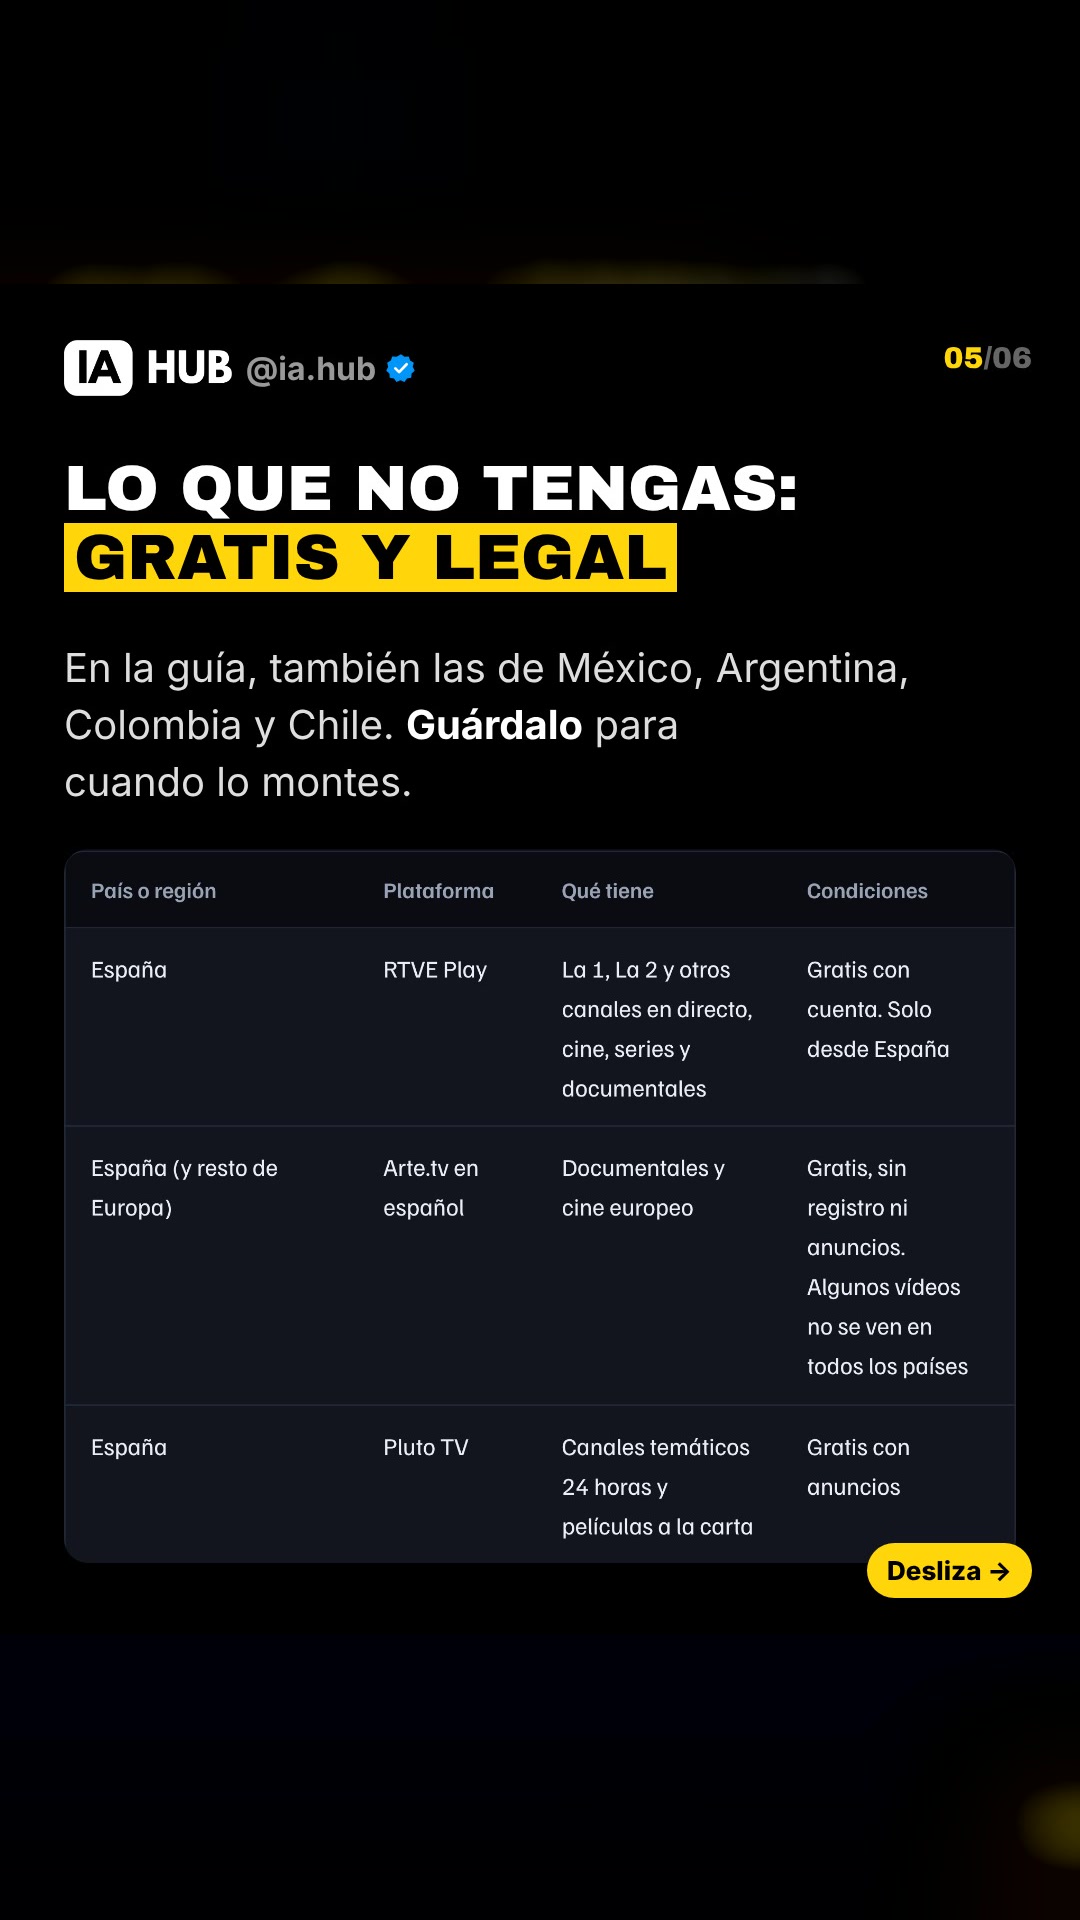 IA HUB @ia.hub
05/06
LO QUE NO TENGAS:
GRATIS Y LEGAL
En la guía, también las de México, Argentina,
Colombia y Chile. Guárdalo para
cuando lo montes.
País o región Plataforma Qué tiene Condiciones
España RTVE Play La 1, La 2 y otros Gratis con
canales en directo, cuenta. Solo
cine, series y desde España
documentales
España (y resto de Arte.tv en Documentales y Gratis, sin
Europa) español cine europeo registro ni
anuncios.
Algunos vídeos
no se ven en
todos los países
España Pluto TV Canales temáticos Gratis con
24 horas y anuncios
películas a la carta
Desliza →